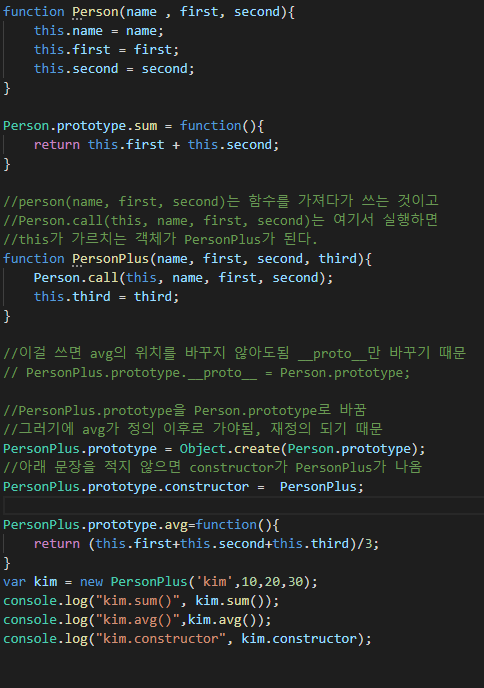 function Person(name , first, second){
    this.name = name;
    this.first = first;
    this.second = second;
}

Person.prototype.sum = function(){
    return this.first + this.second;
}

//person(name, first, second)는 함수를 가져다가 쓰는 것이고
//Person.call(this, name, first, second)는 여기서 실행하면
//this가 가르치는 객체가 PersonPlus가 된다.
function PersonPlus(name, first, second, third){
    Person.call(this, name, first, second);
    this.third = third;
}

//이걸 쓰면 avg의 위치를 바꾸지 않아도됨 __proto__만 바꾸기 때문
// PersonPlus.prototype.__proto__ = Person.prototype;

//PersonPlus.prototype을 Person.prototype로 바꿈
//그러기에 avg가 정의 이후로 가야됨, 재정의 되기 때문
PersonPlus.prototype = Object.create(Person.prototype);
//아래 문장을 적지 않으면 constructor가 PersonPlus가 나옴
PersonPlus.prototype.constructor =  PersonPlus;

PersonPlus.prototype.avg=function(){
    return (this.first+this.second+this.third)/3;
}
var kim = new PersonPlus('kim',10,20,30);
console.log("kim.sum()", kim.sum());
console.log("kim.avg()",kim.avg());
console.log("kim.constructor", kim.constructor);